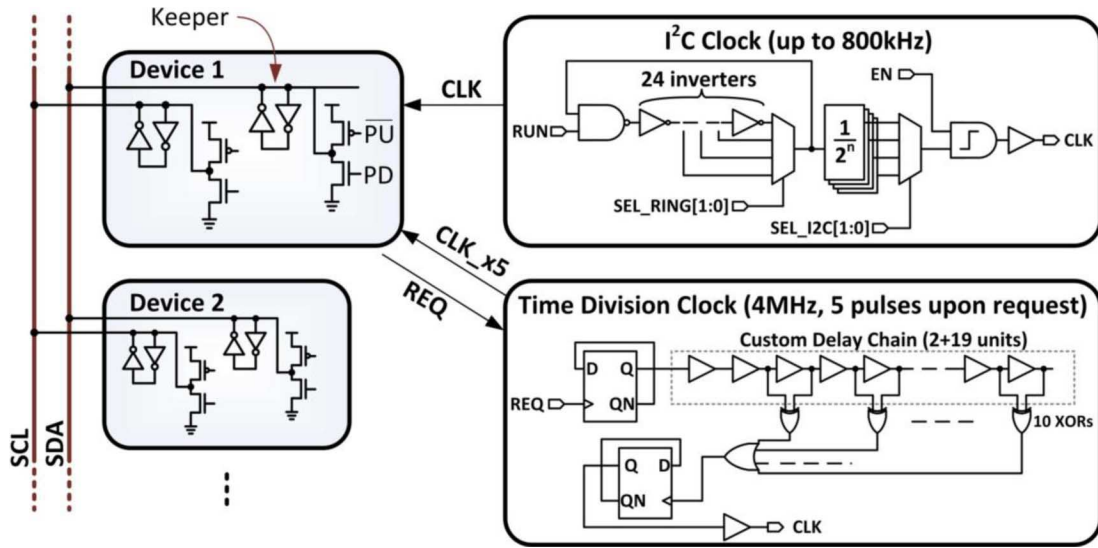 Keeper
Device 1
PU
PD
Device 2
SCL
SDA
CLK
CLK_x5
REQ
I²C Clock (up to 800kHz)
24 inverters
EN
RUN
1
2ⁿ
CLK
SEL_RING[1:0]
SEL_I2C[1:0]
Time Division Clock (4MHz, 5 pulses upon request)
Custom Delay Chain (2+19 units)
D Q
REQ
QN
10 XORs
Q D
QN
CLK